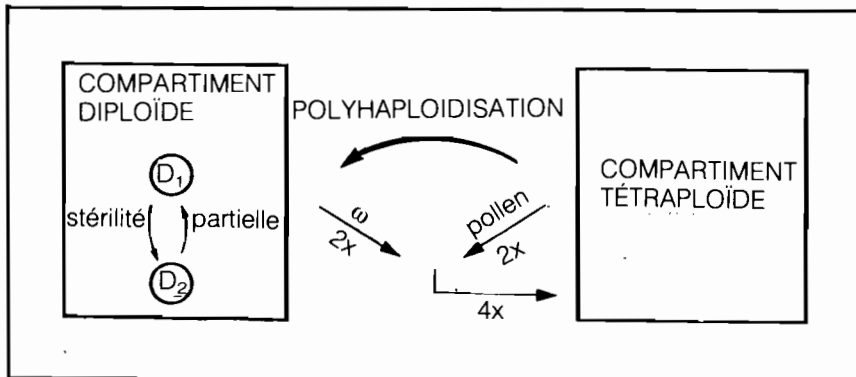 COMPARTIMENT
DIPLOÏDE
D₁
stérilité partielle
D₂
POLYHAPLOIDISATION
ω
2x
pollen
2x
4x
COMPARTIMENT
TÉTRAPLOÏDE